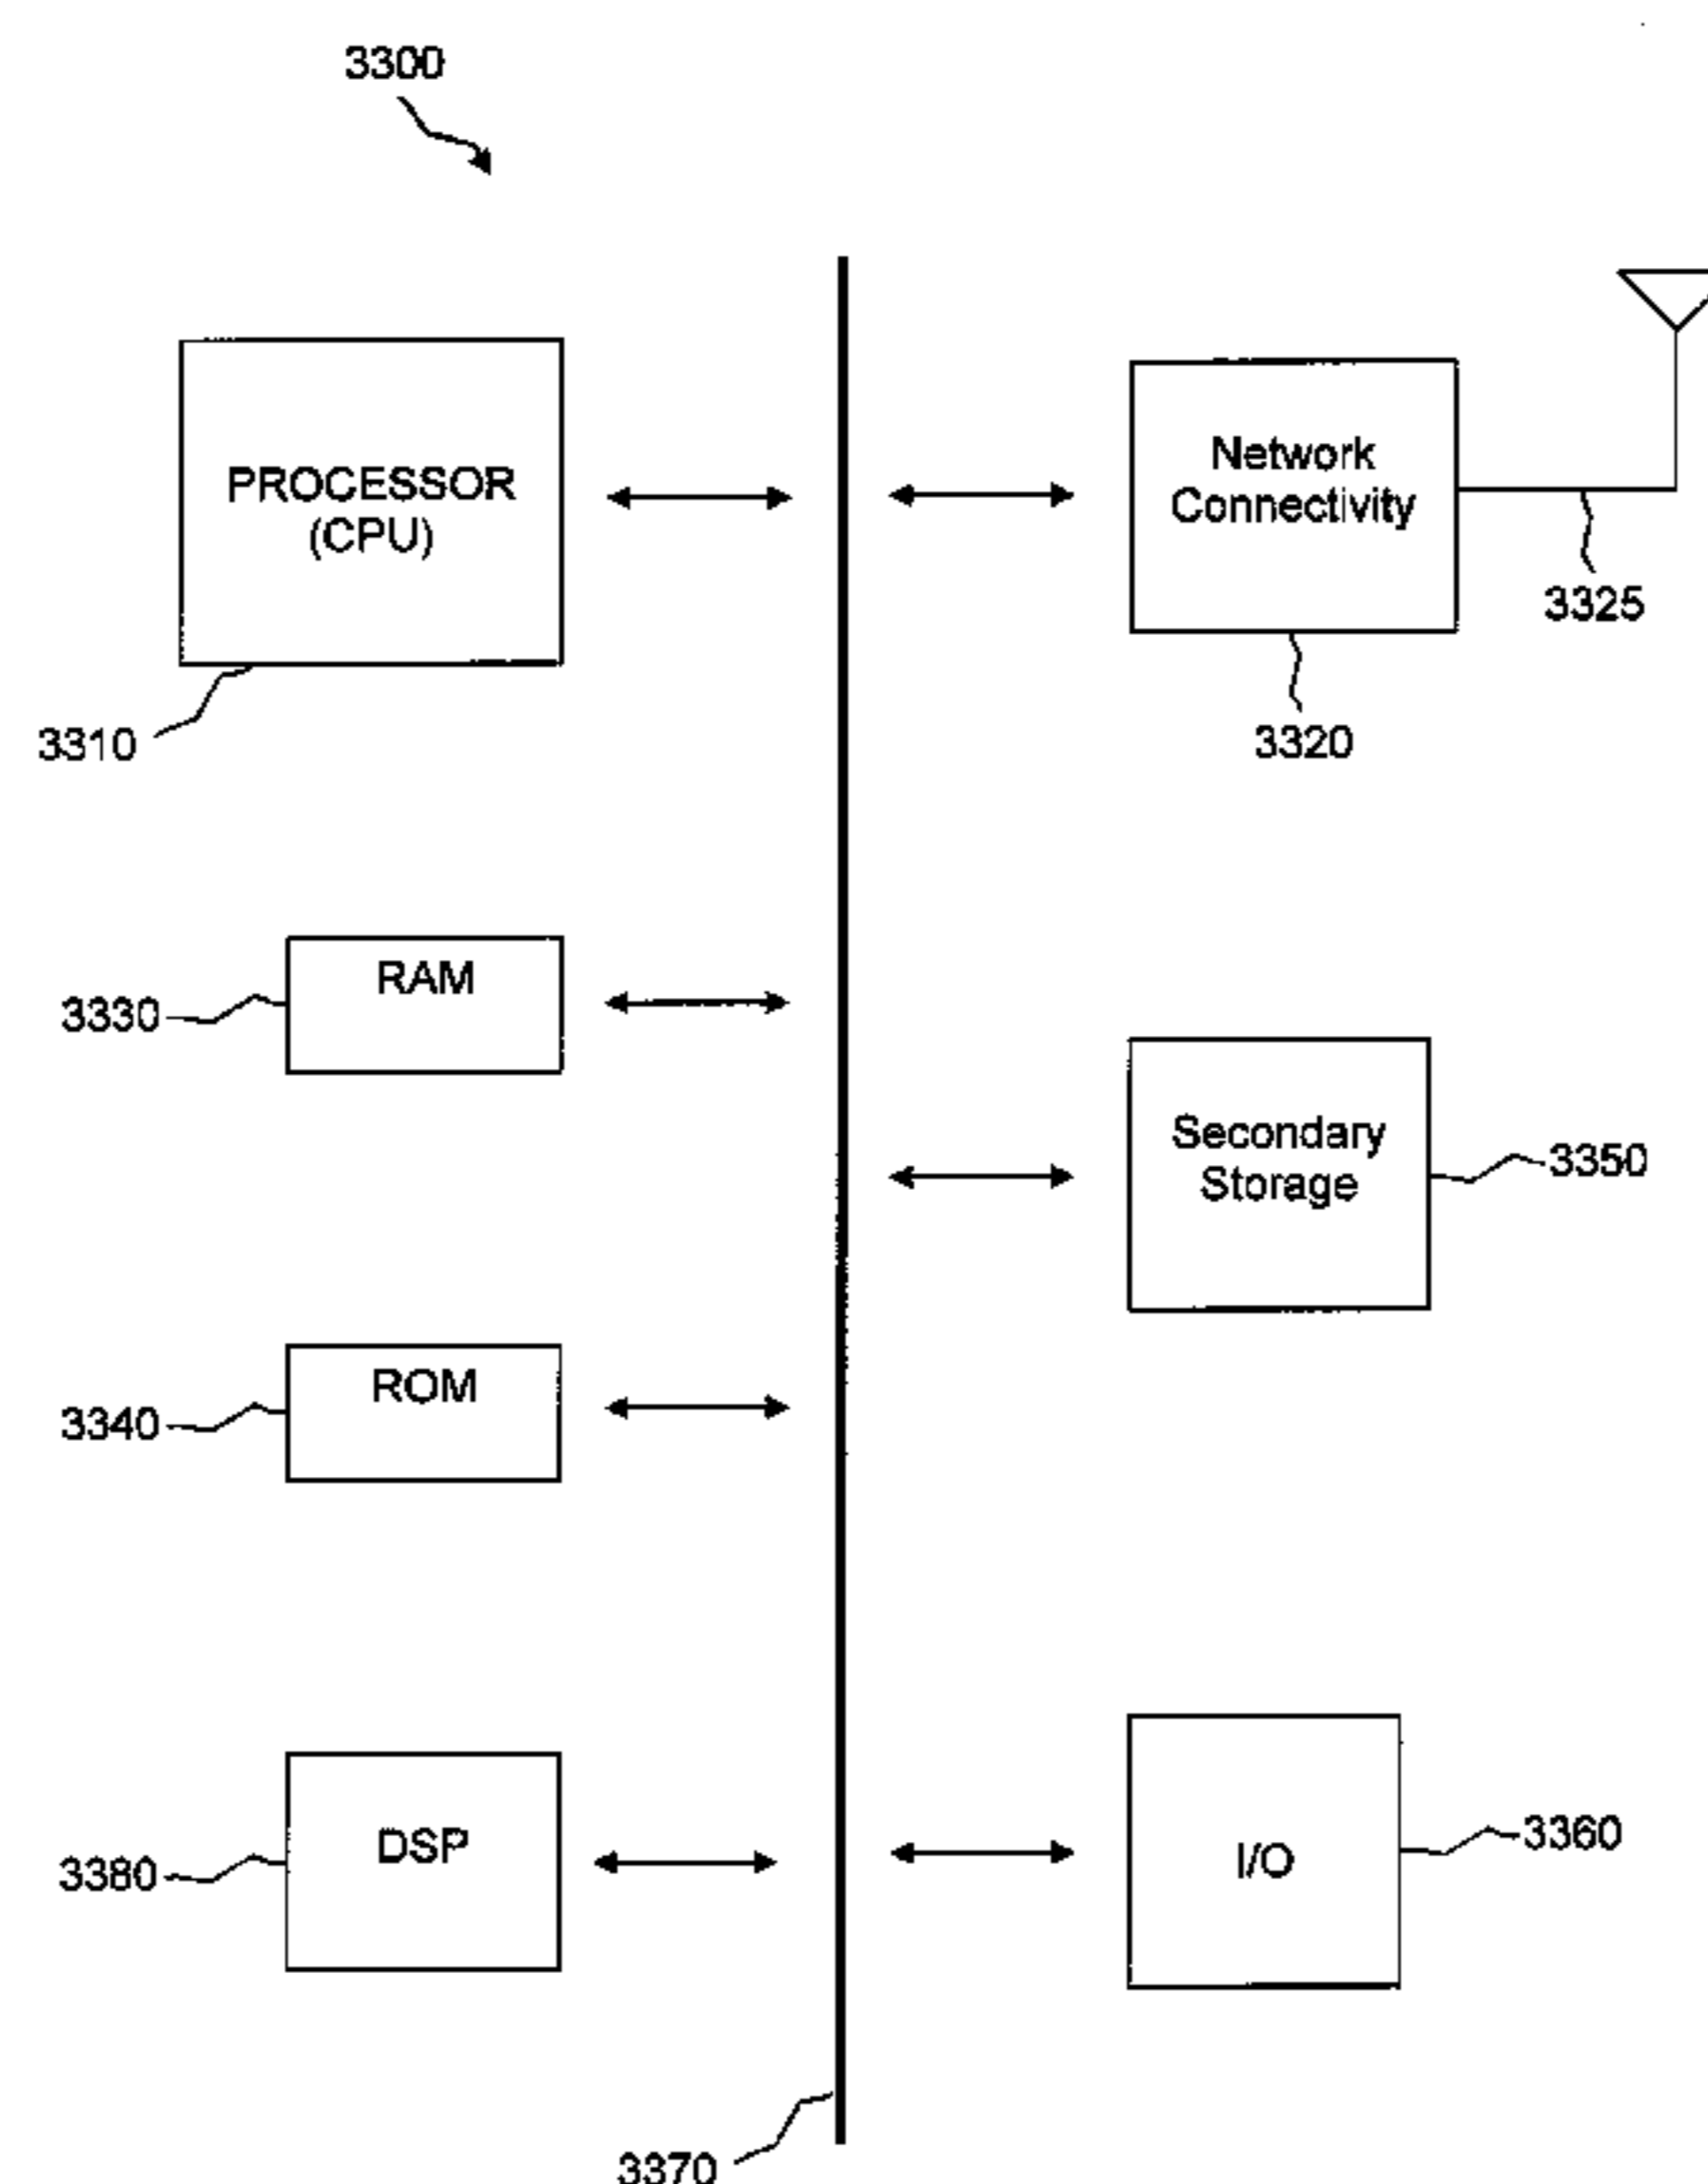 3300
PROCESSOR
(CPU)
3310
Network
Connectivity
3325
3320
RAM
3330
Secondary
Storage
3350
ROM
3340
DSP
3380
I/O
3360
3370